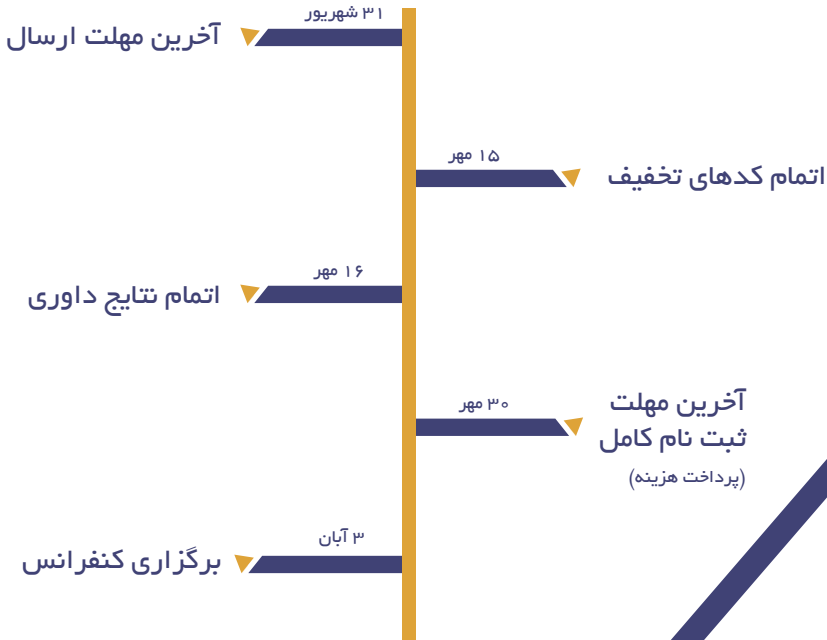 ۳۱ شهریور
آخرین مهلت ارسال
۱۵ مهر
اتمام کدهای تخفیف
۱۶ مهر
اتمام نتایج داوری
۳۰ مهر
آخرین مهلت
ثبت نام کامل
(پرداخت هزینه)
۳ آبان
برگزاری کنفرانس